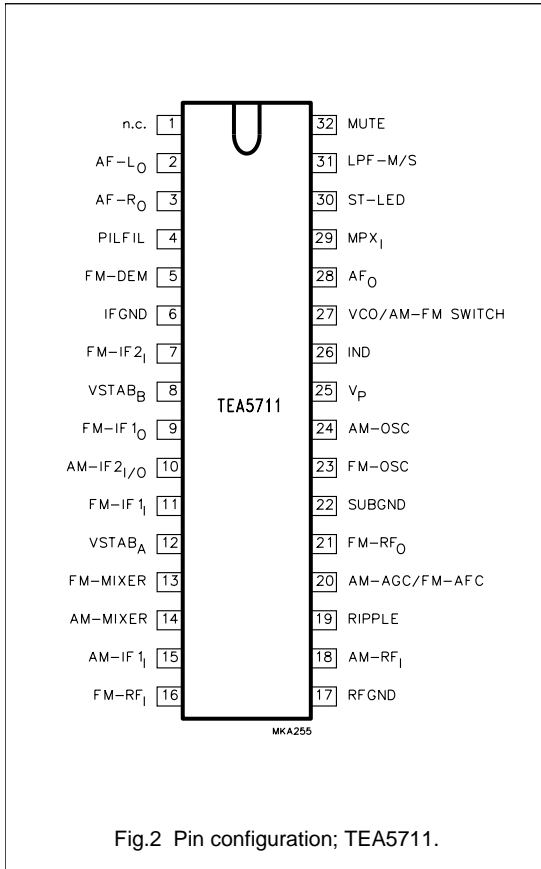 n.c. 1
AF-LO 2
AF-RO 3
PILFIL 4
FM-DEM 5
IFGND 6
FM-IF2I 7
VSTABB 8
FM-IF1O 9
AM-IF2I/O 10
FM-IF1I 11
VSTABA 12
FM-MIXER 13
AM-MIXER 14
AM-IF1I 15
FM-RFI 16
TEA5711
32 MUTE
31 LPF-M/S
30 ST-LED
29 MPXI
28 AFO
27 VCO/AM-FM SWITCH
26 IND
25 VP
24 AM-OSC
23 FM-OSC
22 SUBGND
21 FM-RFO
20 AM-AGC/FM-AFC
19 RIPPLE
18 AM-RFI
17 RFGND
MKA255
Fig.2 Pin configuration; TEA5711.